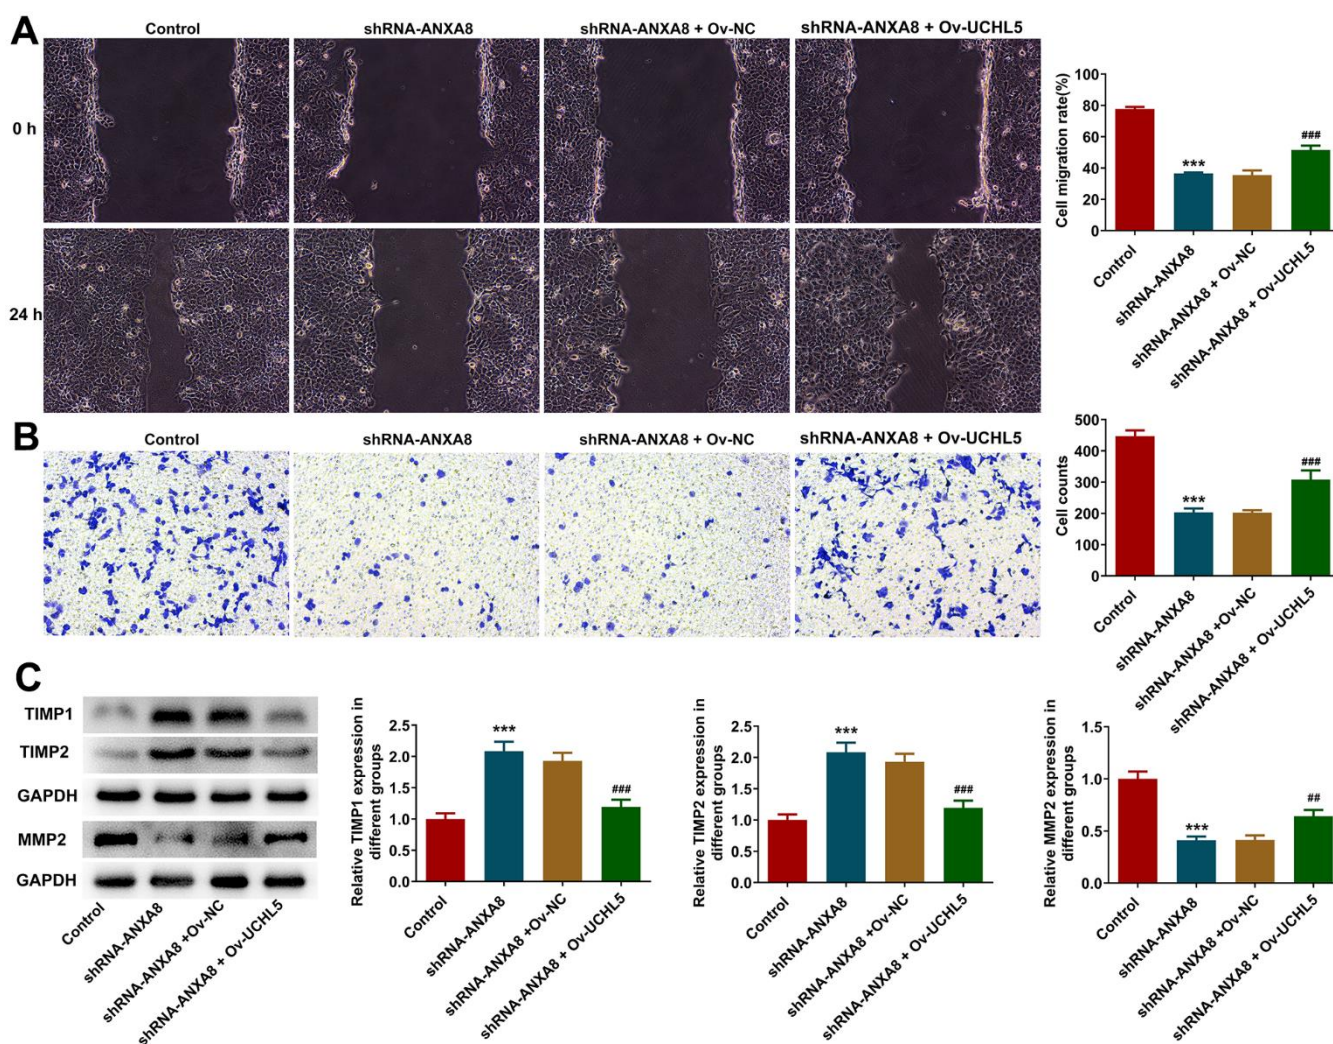 A
Control
shRNA-ANXA8
shRNA-ANXA8 + Ov-NC
shRNA-ANXA8 + Ov-UCHL5
0 h
24 h
Cell migration rate(%)
100
80
60
40
20
0
***
###
Control
shRNA-ANXA8
shRNA-ANXA8 + Ov-NC
shRNA-ANXA8 + Ov-UCHL5
B
Control
shRNA-ANXA8
shRNA-ANXA8 + Ov-NC
shRNA-ANXA8 + Ov-UCHL5
Cell counts
500
400
300
200
100
0
***
###
Control
shRNA-ANXA8
shRNA-ANXA8 +Ov-NC
shRNA-ANXA8 + Ov-UCHL5
C
TIMP1
TIMP2
GAPDH
MMP2
GAPDH
Control
shRNA-ANXA8
shRNA-ANXA8 +Ov-NC
shRNA-ANXA8 + Ov-UCHL5
Relative TIMP1 expression in
different groups
2.5
2.0
1.5
1.0
0.5
0.0
***
###
Control
shRNA-ANXA8
shRNA-ANXA8 +Ov-NC
shRNA-ANXA8 + Ov-UCHL5
Relative TIMP2 expression in
different groups
2.5
2.0
1.5
1.0
0.5
0.0
***
###
Control
shRNA-ANXA8
shRNA-ANXA8 +Ov-NC
shRNA-ANXA8 + Ov-UCHL5
Relative MMP2 expression in
different groups
1.5
1.0
0.5
0.0
***
##
Control
shRNA-ANXA8
shRNA-ANXA8 +Ov-NC
shRNA-ANXA8 + Ov-UCHL5